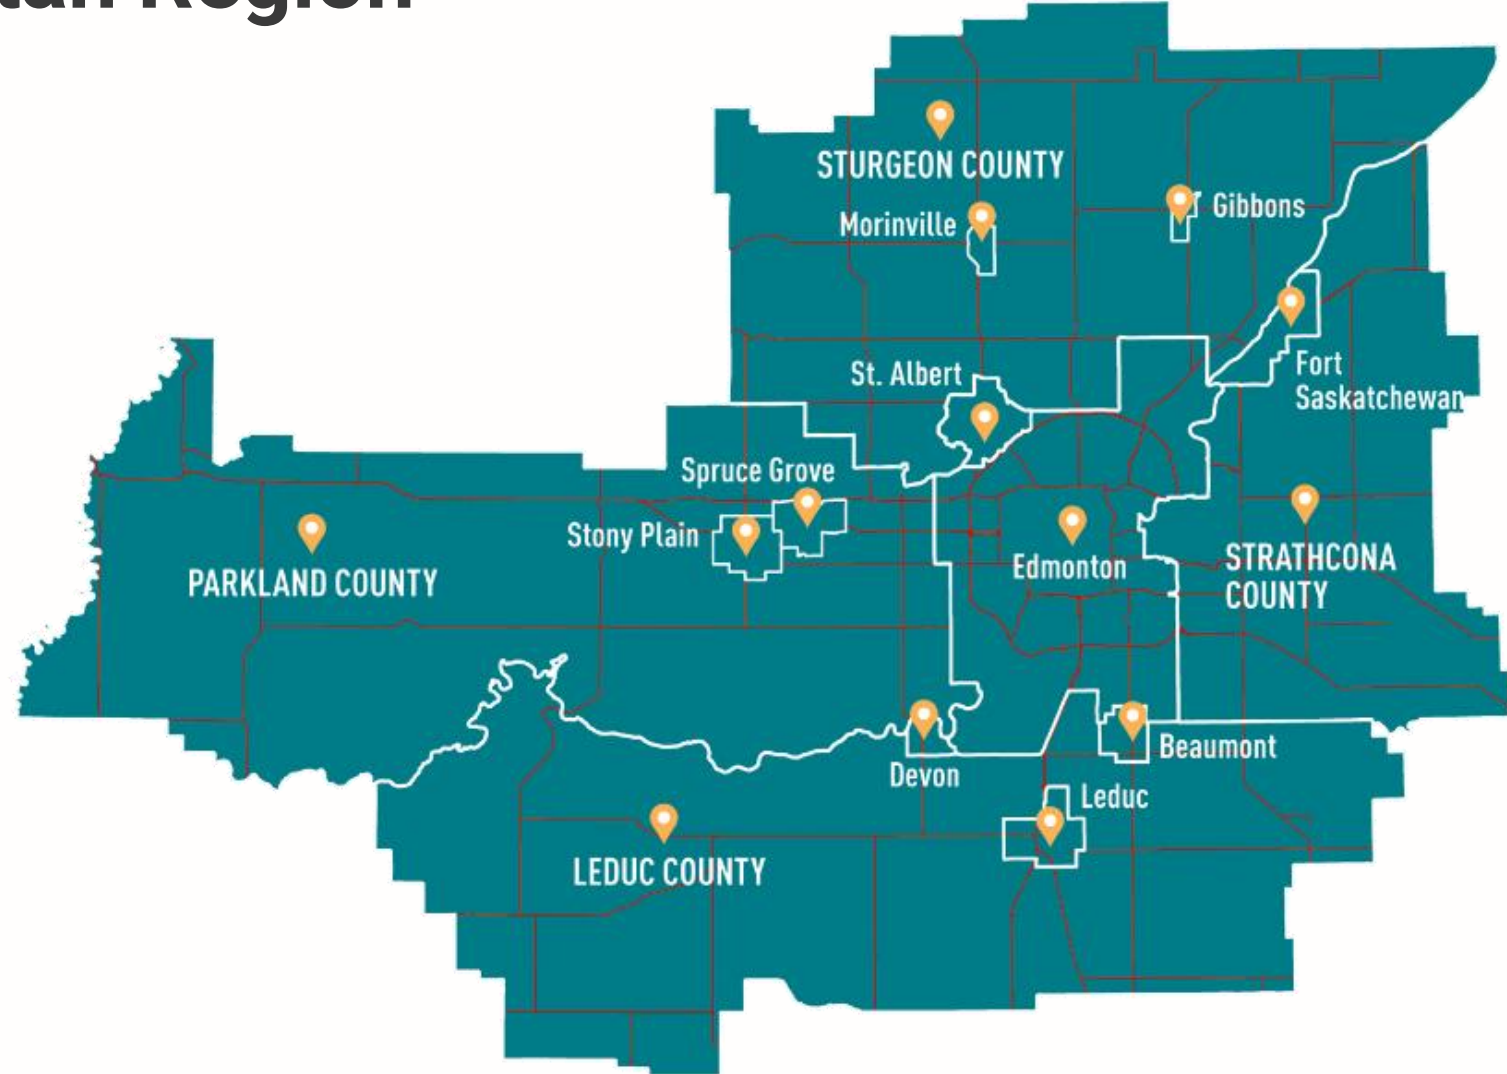 Region
STURGEON COUNTY
Morinville
Gibbons
St. Albert
Fort
Saskatchewan
Spruce Grove
Stony Plain
Edmonton
STRATHCONA
COUNTY
PARKLAND COUNTY
Devon
Beaumont
Leduc
LEDUC COUNTY